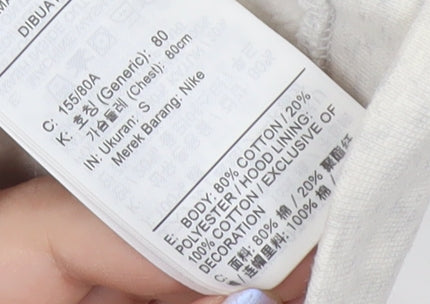 DIBUA
C: 155/80A
K: 호칭 (Generic): 80
가슴둘레 (Chest): 80cm
IN: Ukuran: S
Merek Barang: Nike
E: BODY: 80% COTTON / 20%
POLYESTER / HOOD LINING:
100% COTTON / EXCLUSIVE OF
DECORATION
C: 面料: 80% 棉 / 20% 聚酯纤
连帽里料: 100% 棉